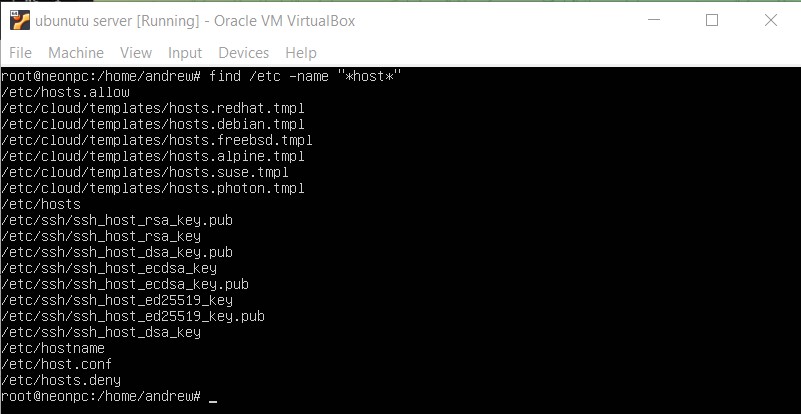 ubunutu server [Running] - Oracle VM VirtualBox
File Machine View Input Devices Help
root@neonpc:/home/andrew# find /etc -name "*host*"
/etc/hosts.allow
/etc/cloud/templates/hosts.redhat.tmpl
/etc/cloud/templates/hosts.debian.tmpl
/etc/cloud/templates/hosts.freebsd.tmpl
/etc/cloud/templates/hosts.alpine.tmpl
/etc/cloud/templates/hosts.suse.tmpl
/etc/cloud/templates/hosts.photon.tmpl
/etc/hosts
/etc/ssh/ssh_host_rsa_key.pub
/etc/ssh/ssh_host_rsa_key
/etc/ssh/ssh_host_dsa_key.pub
/etc/ssh/ssh_host_ecdsa_key
/etc/ssh/ssh_host_ecdsa_key.pub
/etc/ssh/ssh_host_ed25519_key
/etc/ssh/ssh_host_ed25519_key.pub
/etc/ssh/ssh_host_dsa_key
/etc/hostname
/etc/host.conf
/etc/hosts.deny
root@neonpc:/home/andrew# _